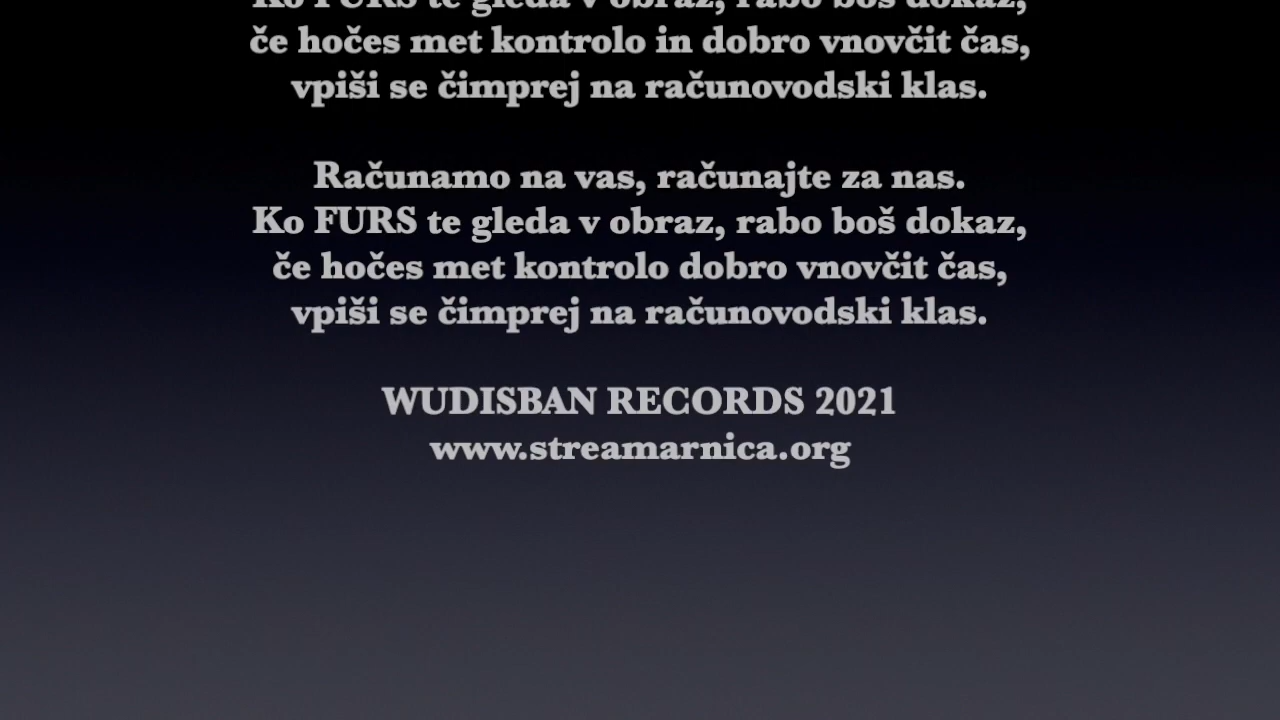 Ko FURS te gleda v obraz, rabo boš dokaz,
če hočes met kontrolo in dobro vnovčit čas,
vpiši se čimprej na računovodski klas.
Računamo na vas, računajte za nas.
Ko FURS te gleda v obraz, rabo boš dokaz,
če hočes met kontrolo dobro vnovčit čas,
vpiši se čimprej na računovodski klas.
WUDISBAN RECORDS 2021
www.streamarnica.org